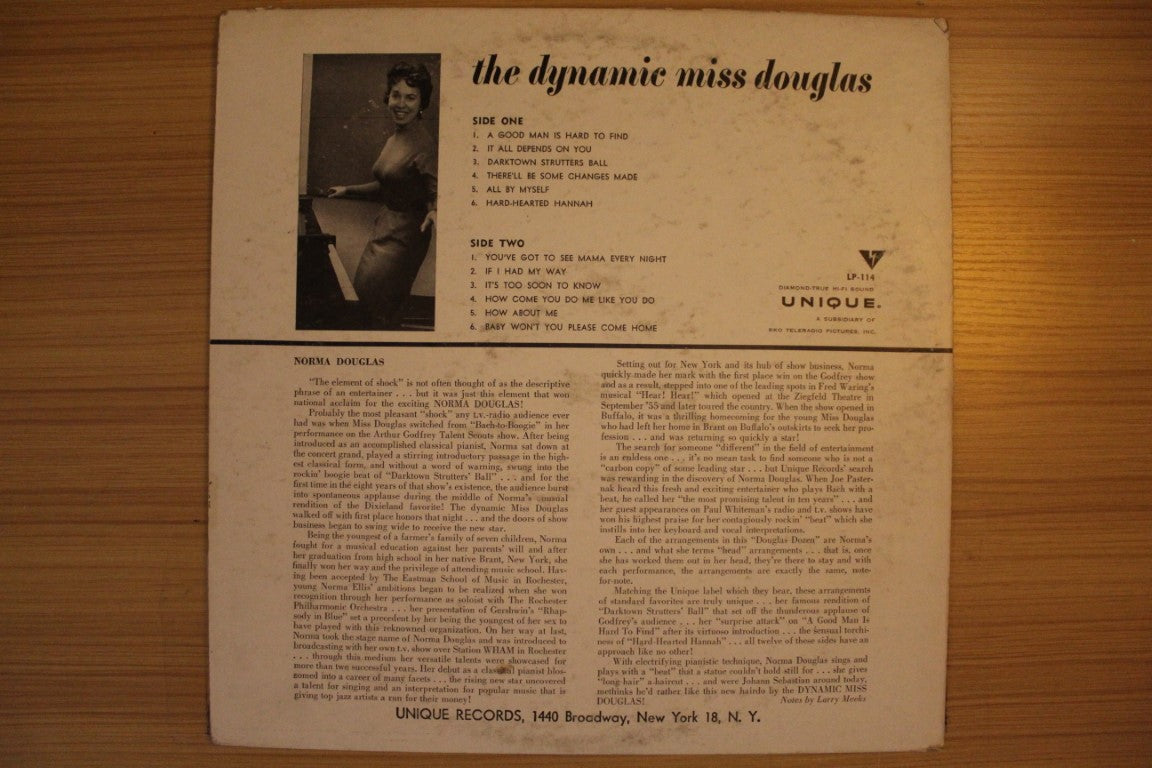 the dynamic miss douglas
SIDE ONE
1. A GOOD MAN IS HARD TO FIND
2. IT ALL DEPENDS ON YOU
3. DARKTOWN STRUTTERS BALL
4. THERE'LL BE SOME CHANGES MADE
5. ALL BY MYSELF
6. HARD-HEARTED HANNAH
SIDE TWO
1. YOU'VE GOT TO SEE MAMA EVERY NIGHT
2. IF I HAD MY WAY
3. IT'S TOO SOON TO KNOW
4. HOW COME YOU DO ME LIKE YOU DO
5. HOW ABOUT ME
6. BABY WON'T YOU PLEASE COME HOME
LP-114
DIAMOND-TRUE HI-FI SOUND
UNIQUE.
A SUBSIDIARY OF
RKO TELERADIO PICTURES, INC.
NORMA DOUGLAS
"The element of shock" is not often thought of as the descriptive
phrase of an entertainer . . . but it was just this element that won
national acclaim for the exciting NORMA DOUGLAS!
Probably the most pleasant "shock" any t.v.-radio audience ever
had was when Miss Douglas switched from "Bach-to-Boogie" in her
performance on the Arthur Godfrey Talent Scouts show. After being
introduced as an accomplished classical pianist, Norma sat down at
the concert grand, played a stirring introductory passage in the high-
est classical form, and without a word of warning, swung into the
rockin' boogie beat of "Darktown Strutters' Ball" . . . and for the
first time in the eight years of that show's existence, the audience burst
into spontaneous applause during the middle of Norma's unusual
rendition of the Dixieland favorite! The dynamic Miss Douglas
walked off with first place honors that night . . . and the doors of show
business began to swing wide to receive the new star.
Being the youngest of a farmer's family of seven children, Norma
fought for a musical education against her parents' will and after
her graduation from high school in her native Brant, New York, she
finally won her way and the privilege of attending music school. Hav-
ing been accepted by The Eastman School of Music in Rochester,
young Norma Ellis' ambitions began to be realized when she won
recognition through her performance as soloist with The Rochester
Philharmonic Orchestra . . . her presentation of Gershwin's "Rhap-
sody in Blue" set a precedent by her being the youngest of her sex to
have played with this reknowned organization. On her way at last,
Norma took the stage name of Norma Douglas and was introduced to
broadcasting with her own t.v. show over Station WHAM in Rochester
. . . through this medium her versatile talents were showcased for
more than two successful years. Her debut as a classical pianist blos-
somed into a career of many facets . . . the rising new star uncovered
a talent for singing and an interpretation for popular music that is
giving top jazz artists a run for their money!
Setting out for New York and its hub of show business, Norma
quickly made her mark with the first place win on the Godfrey show
and as a result, stepped into one of the leading spots in Fred Waring's
musical "Hear! Hear!" which opened at the Ziegfeld Theatre in
September '55 and later toured the country. When the show opened in
Buffalo, it was a thrilling homecoming for the young Miss Douglas
who had left her home in Brant on Buffalo's outskirts to seek her pro-
fession . . . and was returning so quickly a star!
The search for someone "different" in the field of entertainment
is an endless one . . . it's no mean task to find someone who is not a
"carbon copy" of some leading star . . . but Unique Records' search
was rewarding in the discovery of Norma Douglas. When Joe Paster-
nak heard this fresh and exciting entertainer who plays Bach with a
beat, he called her "the most promising talent in ten years" . . . and
her guest appearances on Paul Whiteman's radio and t.v. shows have
won his highest praise for her contagiously rockin' "beat" which she
instills into her keyboard and vocal interpretations.
Each of the arrangements in this "Douglas Dozen" are Norma's
own . . . and what she terms "head" arrangements . . . that is, once
she has worked them out in her head, they're there to stay and with
each performance, the arrangements are exactly the same, note-
for-note.
Matching the Unique label which they bear, these arrangements
of standard favorites are truly unique . . . her famous rendition of
"Darktown Strutters' Ball" that set off the thunderous applause of
Godfrey's audience . . . her "surprise attack" on "A Good Man Is
Hard To Find" after its virtuoso introduction . . . the sensual torchi-
ness of "Hard-Hearted Hannah" . . . all twelve of these sides have an
approach like no other!
With electrifying pianistic technique, Norma Douglas sings and
plays with a "beat" that a statue couldn't hold still for . . . she gives
"long-hair" a haircut . . . and were Johann Sebastian around today,
methinks he'd rather like this new hairdo by the DYNAMIC MISS
DOUGLAS! Notes by Larry Meeks
UNIQUE RECORDS, 1440 Broadway, New York 18, N. Y.